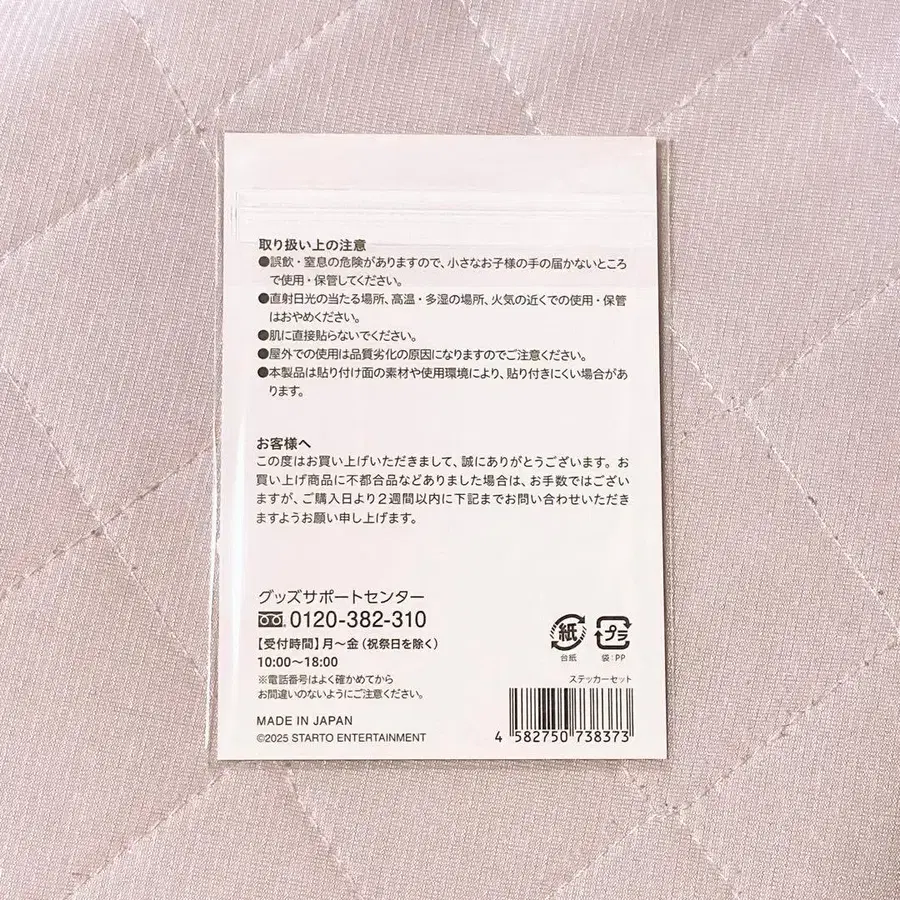 取り扱い上の注意
●誤飲・窒息の危険がありますので、小さなお子様の手の届かないところ
で使用・保管してください。
●直射日光の当たる場所、高温・多湿の場所、火気の近くでの使用・保管
はおやめください。
●肌に直接貼らないでください。
●屋外での使用は品質劣化の原因になりますのでご注意ください。
●本製品は貼り付け面の素材や使用環境により、貼り付きにくい場合があ
ります。
お客様へ
この度はお買い上げいただきまして、誠にありがとうございます。お
買い上げ商品に不都合品などありました場合は、お手数ではござい
ますが、ご購入日より2週間以内に下記までお問い合わせいただき
ますようお願い申し上げます。
グッズサポートセンター
0120-382-310
【受付時間】月〜金(祝祭日を除く)
10:00〜18:00
※電話番号はよく確かめてから
お間違いのないようにご注意ください。
MADE IN JAPAN
©2025 STARTO ENTERTAINMENT
紙
台紙
プラ
袋:PP
ステッカーセット
4 582750 738373